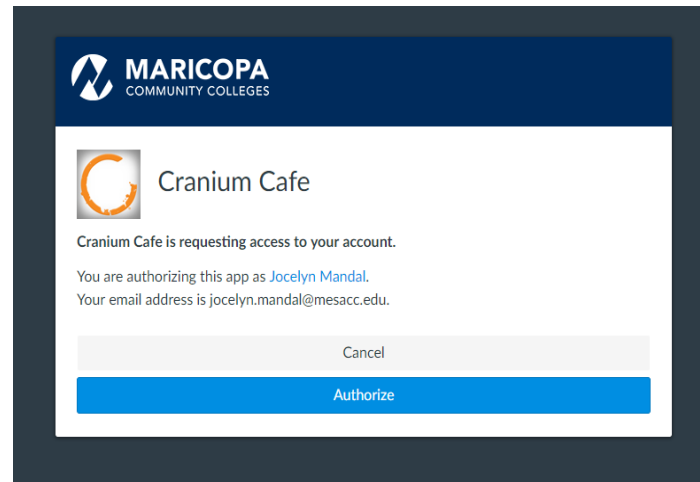 MARICOPA
COMMUNITY COLLEGES
Cranium Cafe
Cranium Cafe is requesting access to your account.
You are authorizing this app as Jocelyn Mandal.
Your email address is jocelyn.mandal@mesacc.edu.
Cancel
Authorize